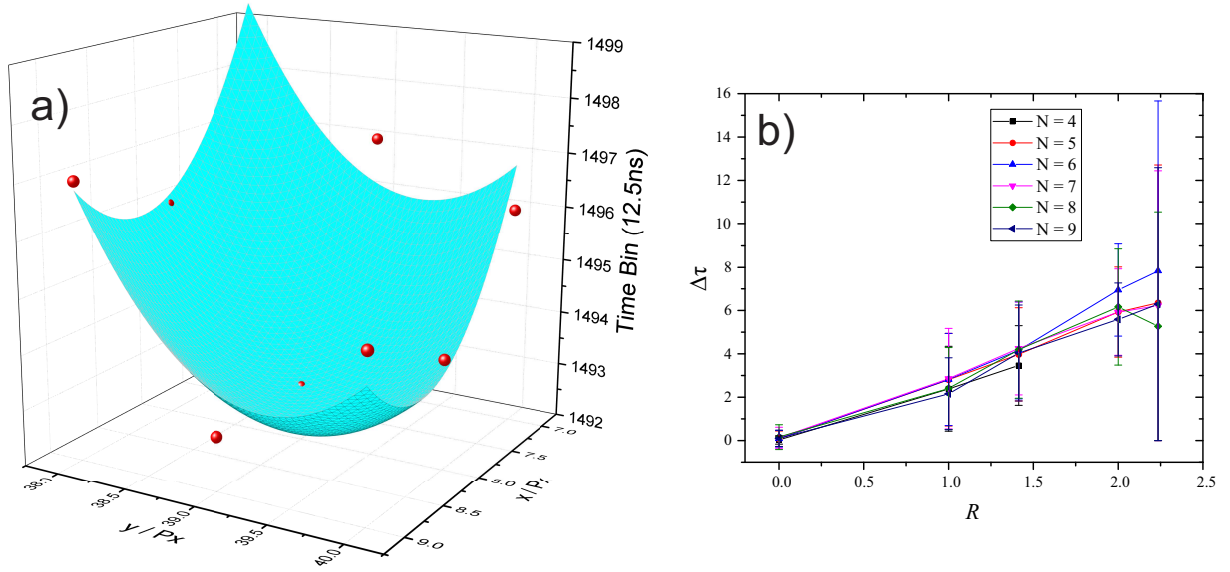 a)
1499
1498
1497
1496
1495
1494
1493
1492
Time Bin (12.5ns)
38.5
39.0
39.5
40.0
y / Px
7.0
7.5
8.0
8.5
9.0
b)
16
14
12
10
8
6
4
2
0
Δτ
N = 4
N = 5
N = 6
N = 7
N = 8
N = 9
0.0 0.5 1.0 1.5 2.0 2.5
R